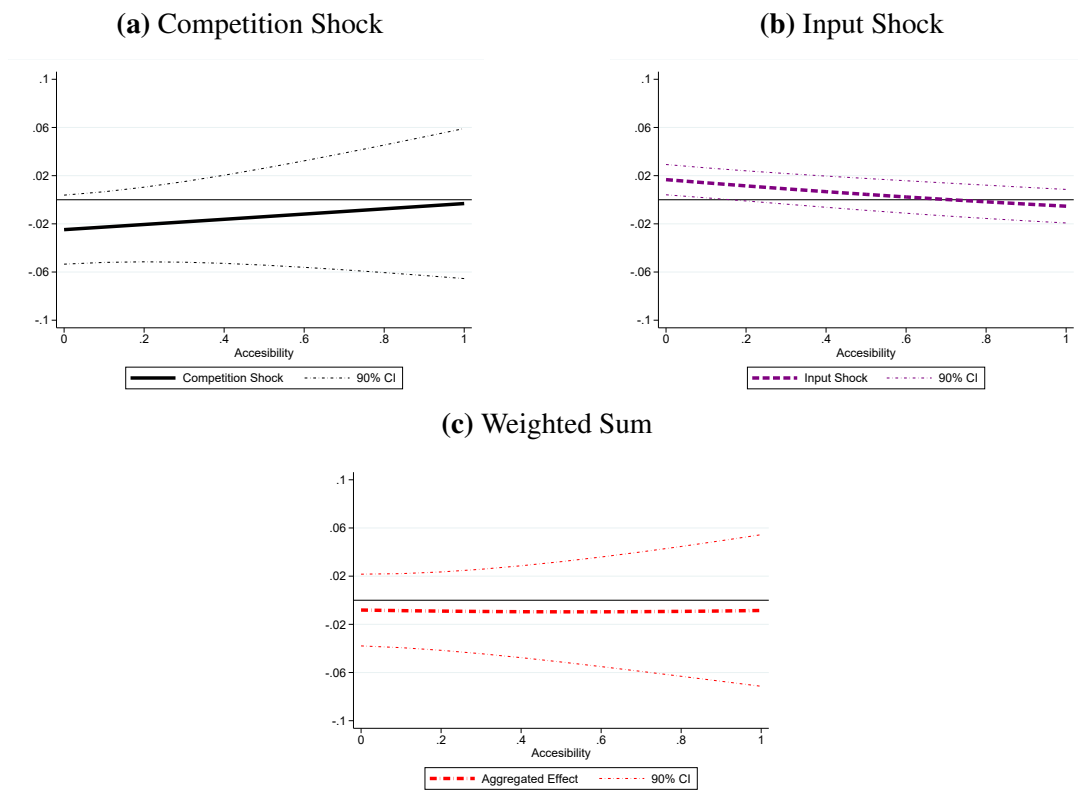 (a) Competition Shock
.1
.06
.02
-.02
-.06
-.1
0 .2 .4 .6 .8 1
Accesibility
Competition Shock 90% CI
(b) Input Shock
.1
.06
.02
-.02
-.06
-.1
0 .2 .4 .6 .8 1
Accesibility
Input Shock 90% CI
(c) Weighted Sum
.1
.06
.02
-.02
-.06
-.1
0 .2 .4 .6 .8 1
Accesibility
Aggregated Effect 90% CI